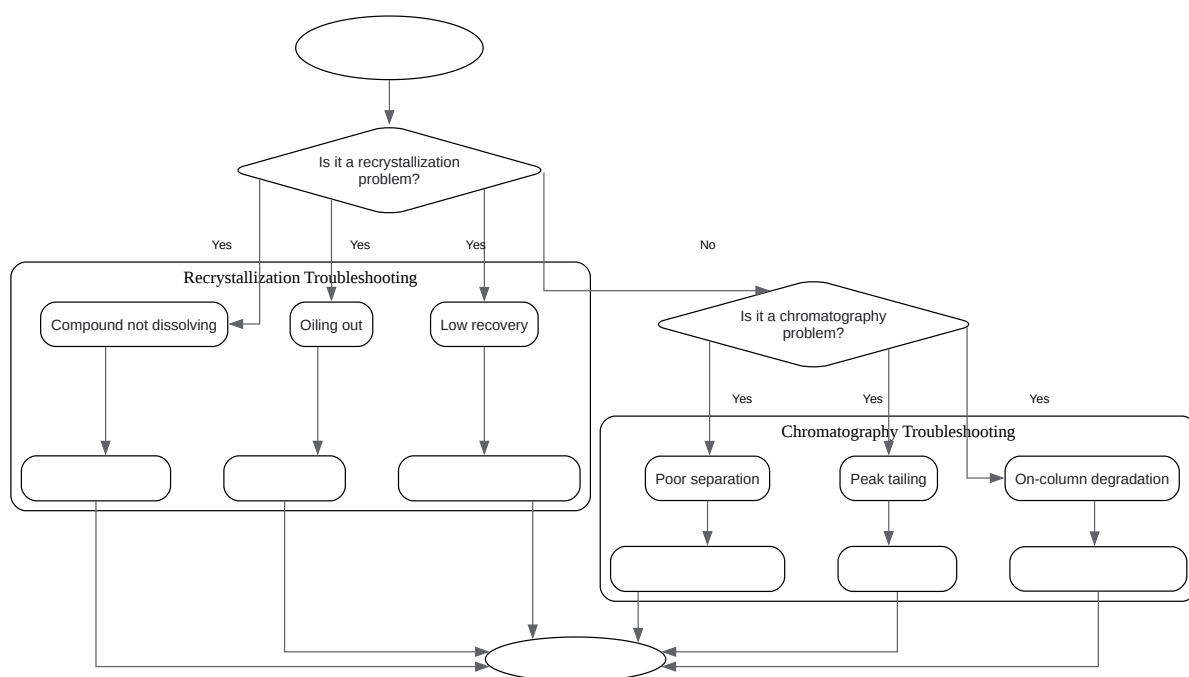 Is it a recrystallization
problem?
Yes
Yes
Yes
No
Recrystallization Troubleshooting
Compound not dissolving
Oiling out
Low recovery
Is it a chromatography
problem?
Yes
Yes
Yes
Chromatography Troubleshooting
Poor separation
Peak tailing
On-column degradation